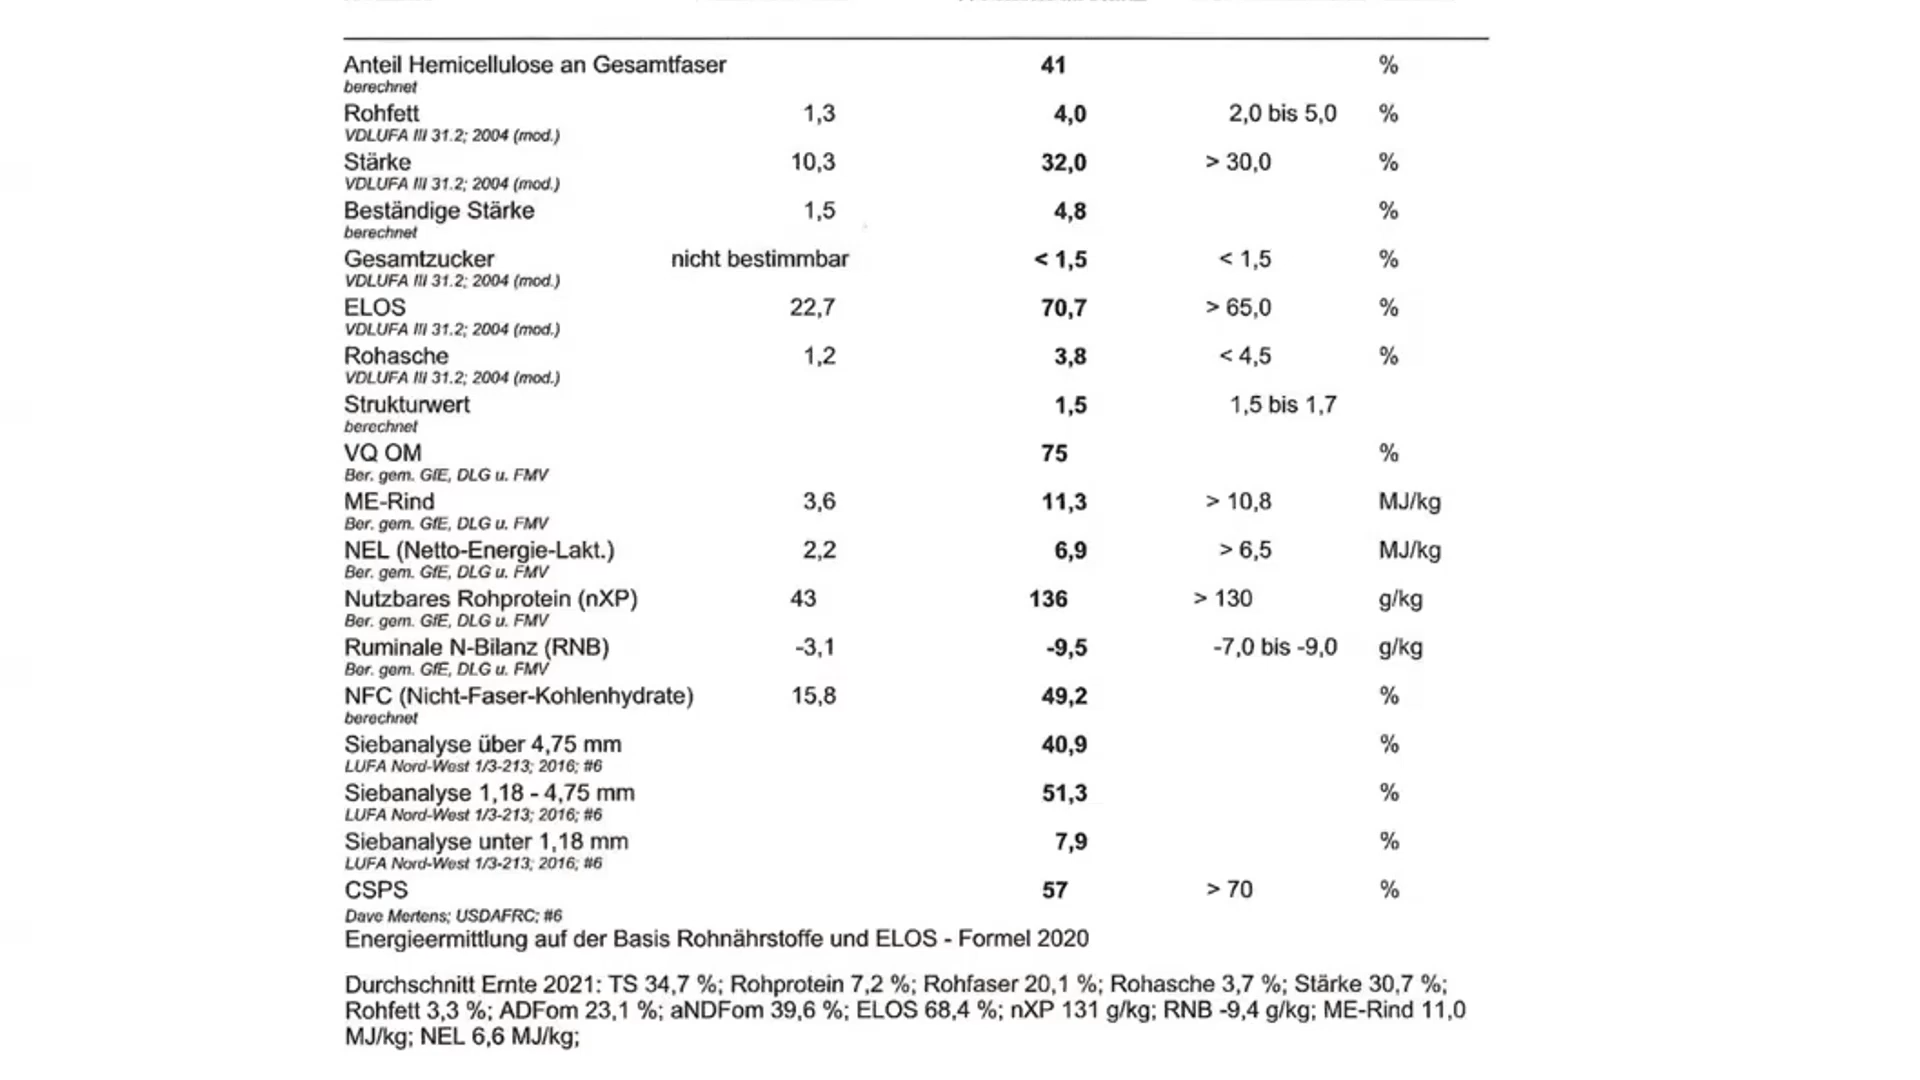 Anteil Hemicellulose an Gesamtfaser 41 %
berechnet
Rohfett 1,3 4,0 2,0 bis 5,0 %
VDLUFA III 31.2; 2004 (mod.)
Stärke 10,3 32,0 > 30,0 %
VDLUFA III 31.2; 2004 (mod.)
Beständige Stärke 1,5 4,8 %
berechnet
Gesamtzucker nicht bestimmbar < 1,5 < 1,5 %
VDLUFA III 31.2; 2004 (mod.)
ELOS 22,7 70,7 > 65,0 %
VDLUFA III 31.2; 2004 (mod.)
Rohasche 1,2 3,8 < 4,5 %
VDLUFA III 31.2; 2004 (mod.)
Strukturwert 1,5 1,5 bis 1,7
berechnet
VQ OM 75 %
Ber. gem. GfE, DLG u. FMV
ME-Rind 3,6 11,3 > 10,8 MJ/kg
Ber. gem. GfE, DLG u. FMV
NEL (Netto-Energie-Lakt.) 2,2 6,9 > 6,5 MJ/kg
Ber. gem. GfE, DLG u. FMV
Nutzbares Rohprotein (nXP) 43 136 > 130 g/kg
Ber. gem. GfE, DLG u. FMV
Ruminale N-Bilanz (RNB) -3,1 -9,5 -7,0 bis -9,0 g/kg
Ber. gem. GfE, DLG u. FMV
NFC (Nicht-Faser-Kohlenhydrate) 15,8 49,2 %
berechnet
Siebanalyse über 4,75 mm 40,9 %
LUFA Nord-West 1/3-213; 2016; #6
Siebanalyse 1,18 - 4,75 mm 51,3 %
LUFA Nord-West 1/3-213; 2016; #6
Siebanalyse unter 1,18 mm 7,9 %
LUFA Nord-West 1/3-213; 2016; #6
CSPS 57 > 70 %
Dave Mertens; USDAFRC; #6
Energieermittlung auf der Basis Rohnährstoffe und ELOS - Formel 2020
Durchschnitt Ernte 2021: TS 34,7 %; Rohprotein 7,2 %; Rohfaser 20,1 %; Rohasche 3,7 %; Stärke 30,7 %;
Rohfett 3,3 %; ADFom 23,1 %; aNDFom 39,6 %; ELOS 68,4 %; nXP 131 g/kg; RNB -9,4 g/kg; ME-Rind 11,0
MJ/kg; NEL 6,6 MJ/kg;